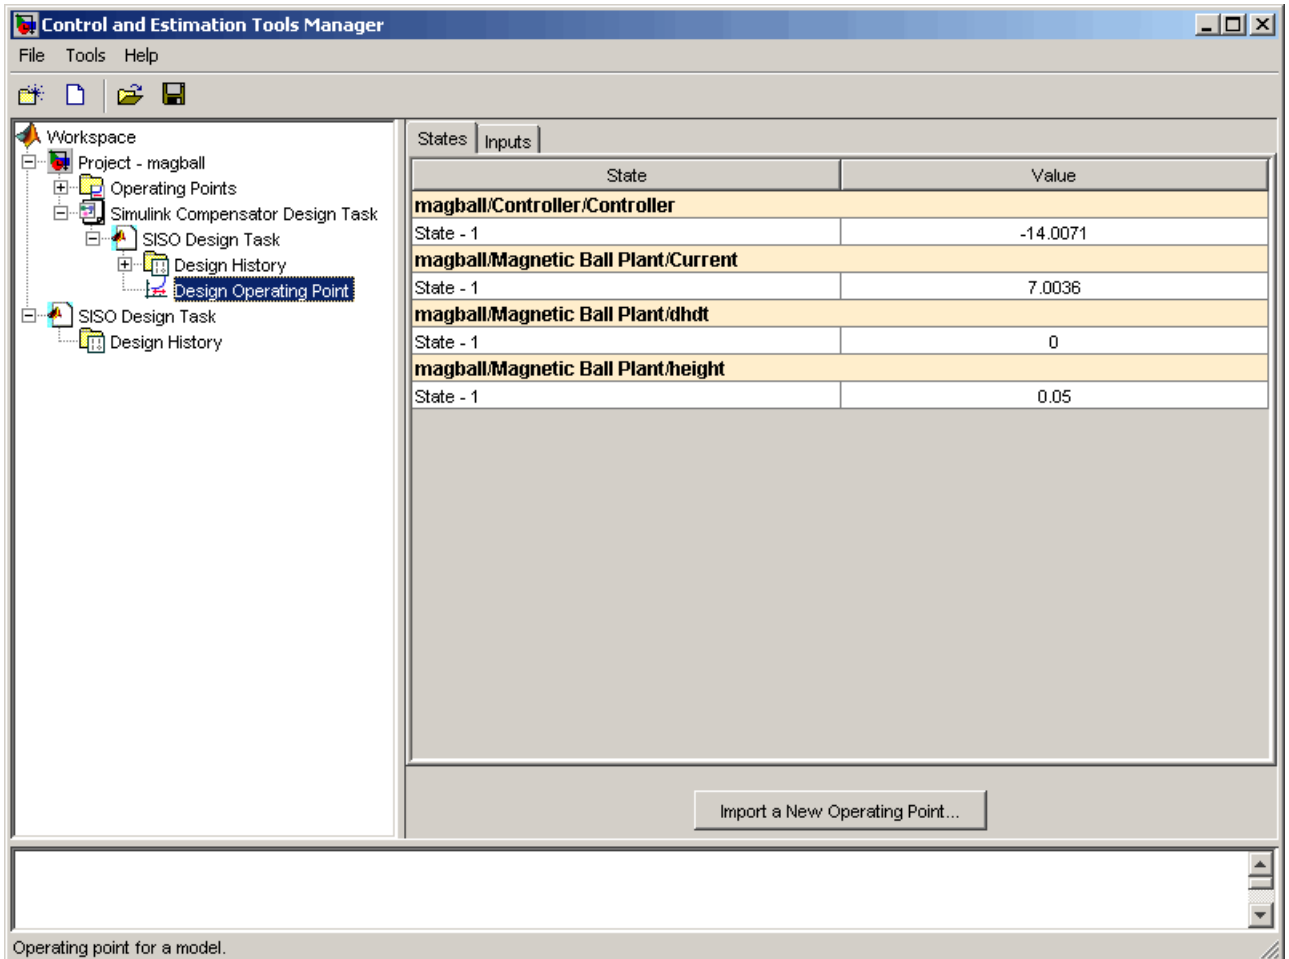 Control and Estimation Tools Manager
File Tools Help
Workspace
Project - magball
Operating Points
Simulink Compensator Design Task
SISO Design Task
Design History
Design Operating Point
SISO Design Task
Design History
States Inputs
State Value
magball/Controller/Controller
State - 1 -14.0071
magball/Magnetic Ball Plant/Current
State - 1 7.0036
magball/Magnetic Ball Plant/dhdt
State - 1 0
magball/Magnetic Ball Plant/height
State - 1 0.05
Import a New Operating Point...
Operating point for a model.